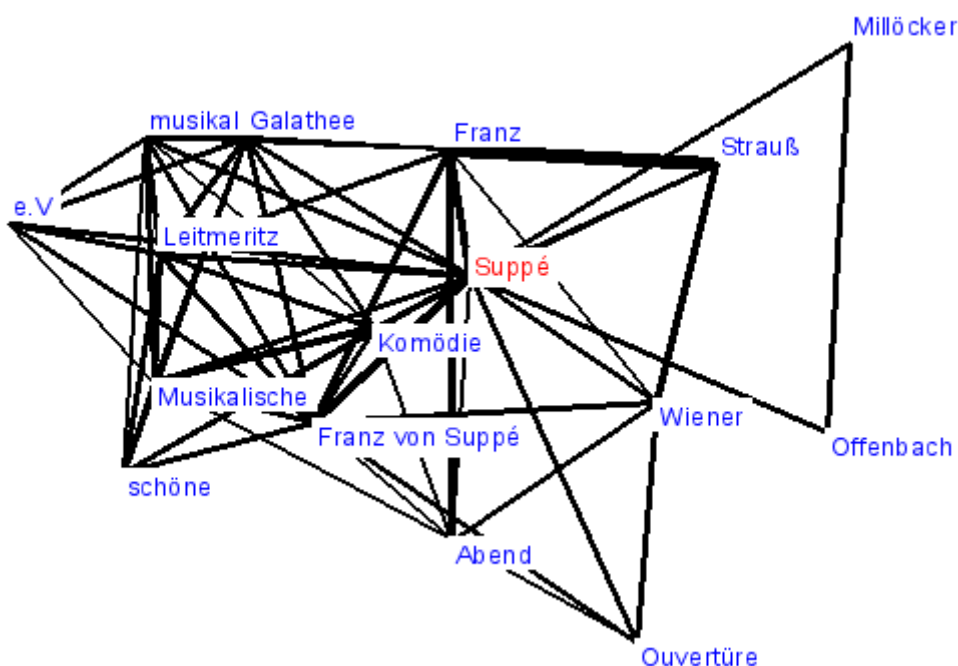 Millöcker
musikal Galathee
Franz
Strauß
e.V
Leitmeritz
Suppé
Komödie
Musikalische
Wiener
Franz von Suppé
Offenbach
schöne
Abend
Ouvertüre